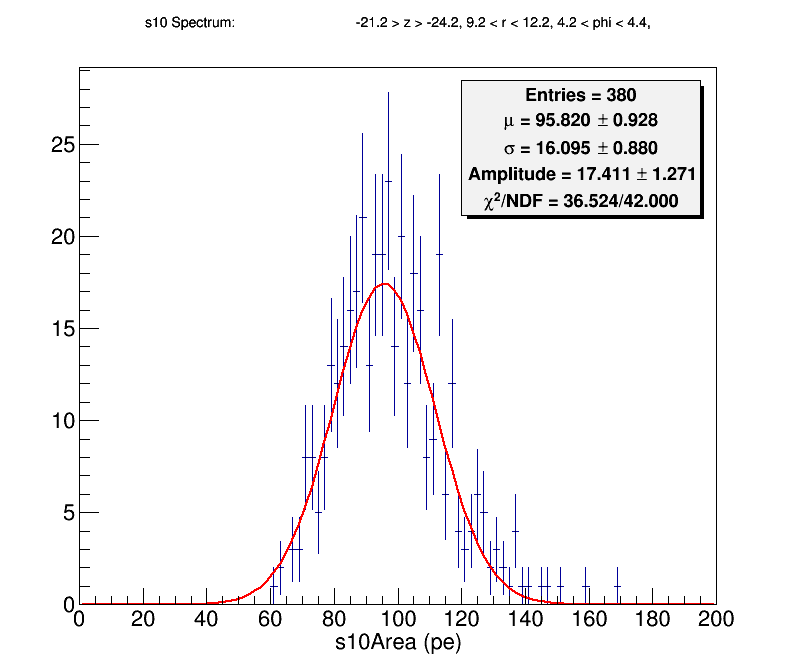 s10 Spectrum: -21.2 > z > -24.2, 9.2 < r < 12.2, 4.2 < phi < 4.4,
Entries = 380
μ = 95.820 ± 0.928
σ = 16.095 ± 0.880
Amplitude = 17.411 ± 1.271
χ²/NDF = 36.524/42.000
25
20
15
10
5
0
0 20 40 60 80 100 120 140 160 180 200
s10Area (pe)